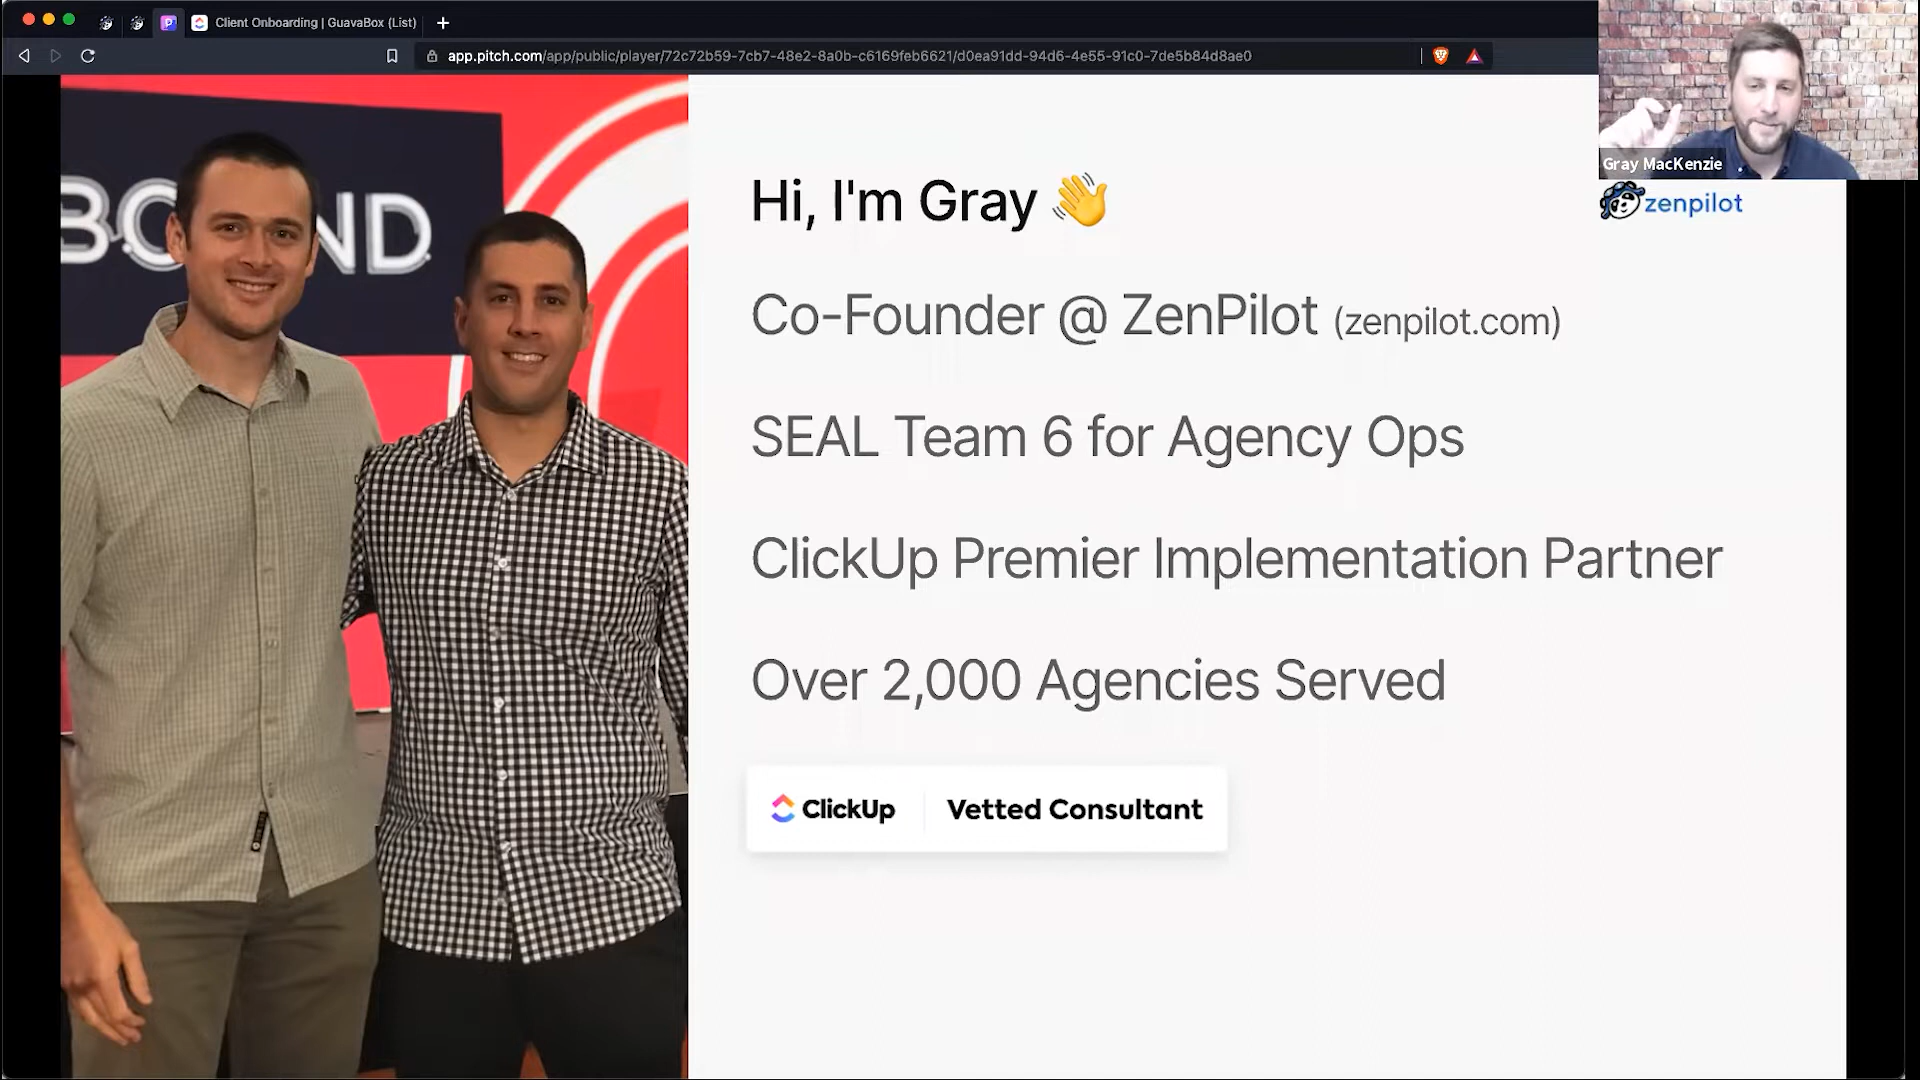 Client Onboarding | GuavaBox (List)
app.pitch.com/app/public/player/72c72b59-7cb7-48e2-8a0b-c6169feb6621/d0ea91dd-94d6-4e55-91c0-7de5b84d8ae0
Gray MacKenzie
zenpilot
BOUND
Hi, I'm Gray 👋
Co-Founder @ ZenPilot (zenpilot.com)
SEAL Team 6 for Agency Ops
ClickUp Premier Implementation Partner
Over 2,000 Agencies Served
ClickUp Vetted Consultant